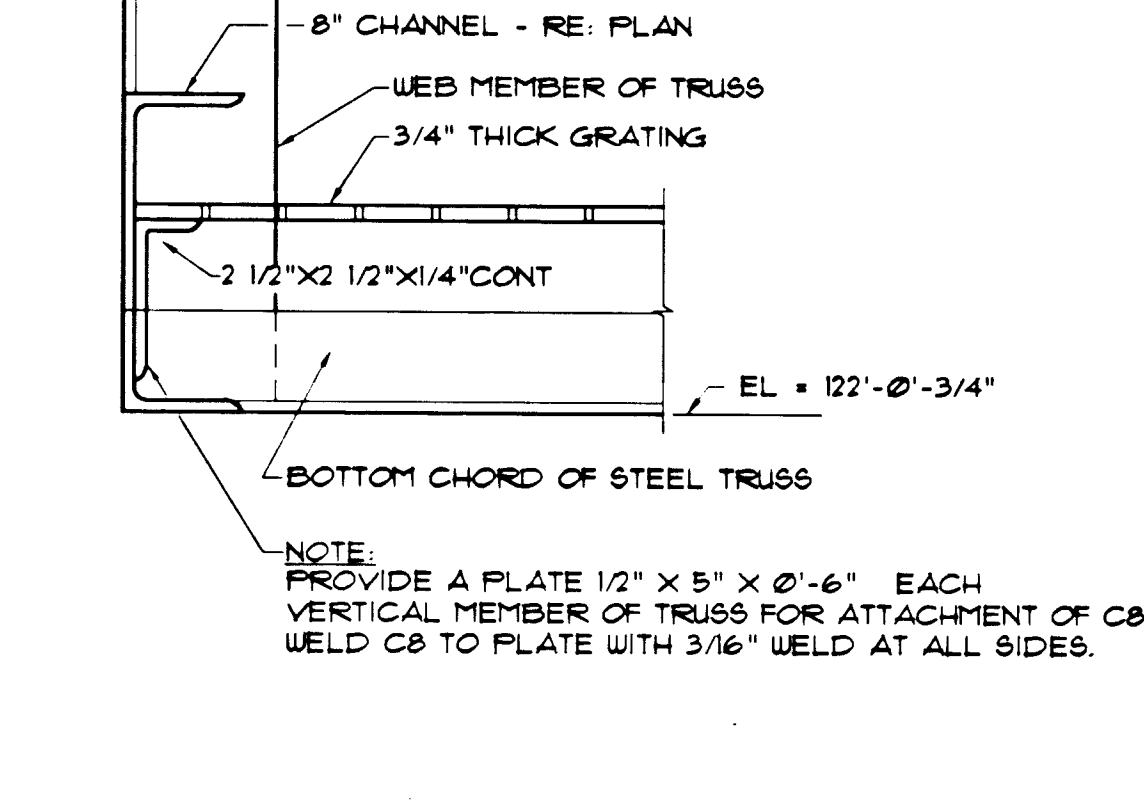 8" CHANNEL - RE: PLAN
WEB MEMBER OF TRUSS
3/4" THICK GRATING
2 1/2"X2 1/2"X1/4"CONT
EL = 122'-0'-3/4"
BOTTOM CHORD OF STEEL TRUSS
NOTE:
PROVIDE A PLATE 1/2" X 5" X 0'-6" EACH
VERTICAL MEMBER OF TRUSS FOR ATTACHMENT OF C8
WELD C8 TO PLATE WITH 3/16" WELD AT ALL SIDES.